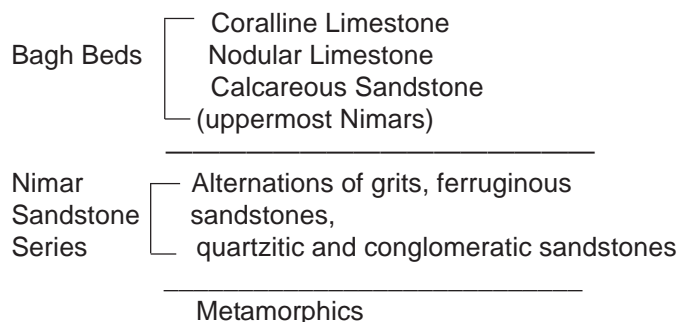 Coralline Limestone
Bagh Beds Nodular Limestone
Calcareous Sandstone
(uppermost Nimars)
Nimar Alternations of grits, ferruginous
Sandstone sandstones,
Series quartzitic and conglomeratic sandstones
Metamorphics